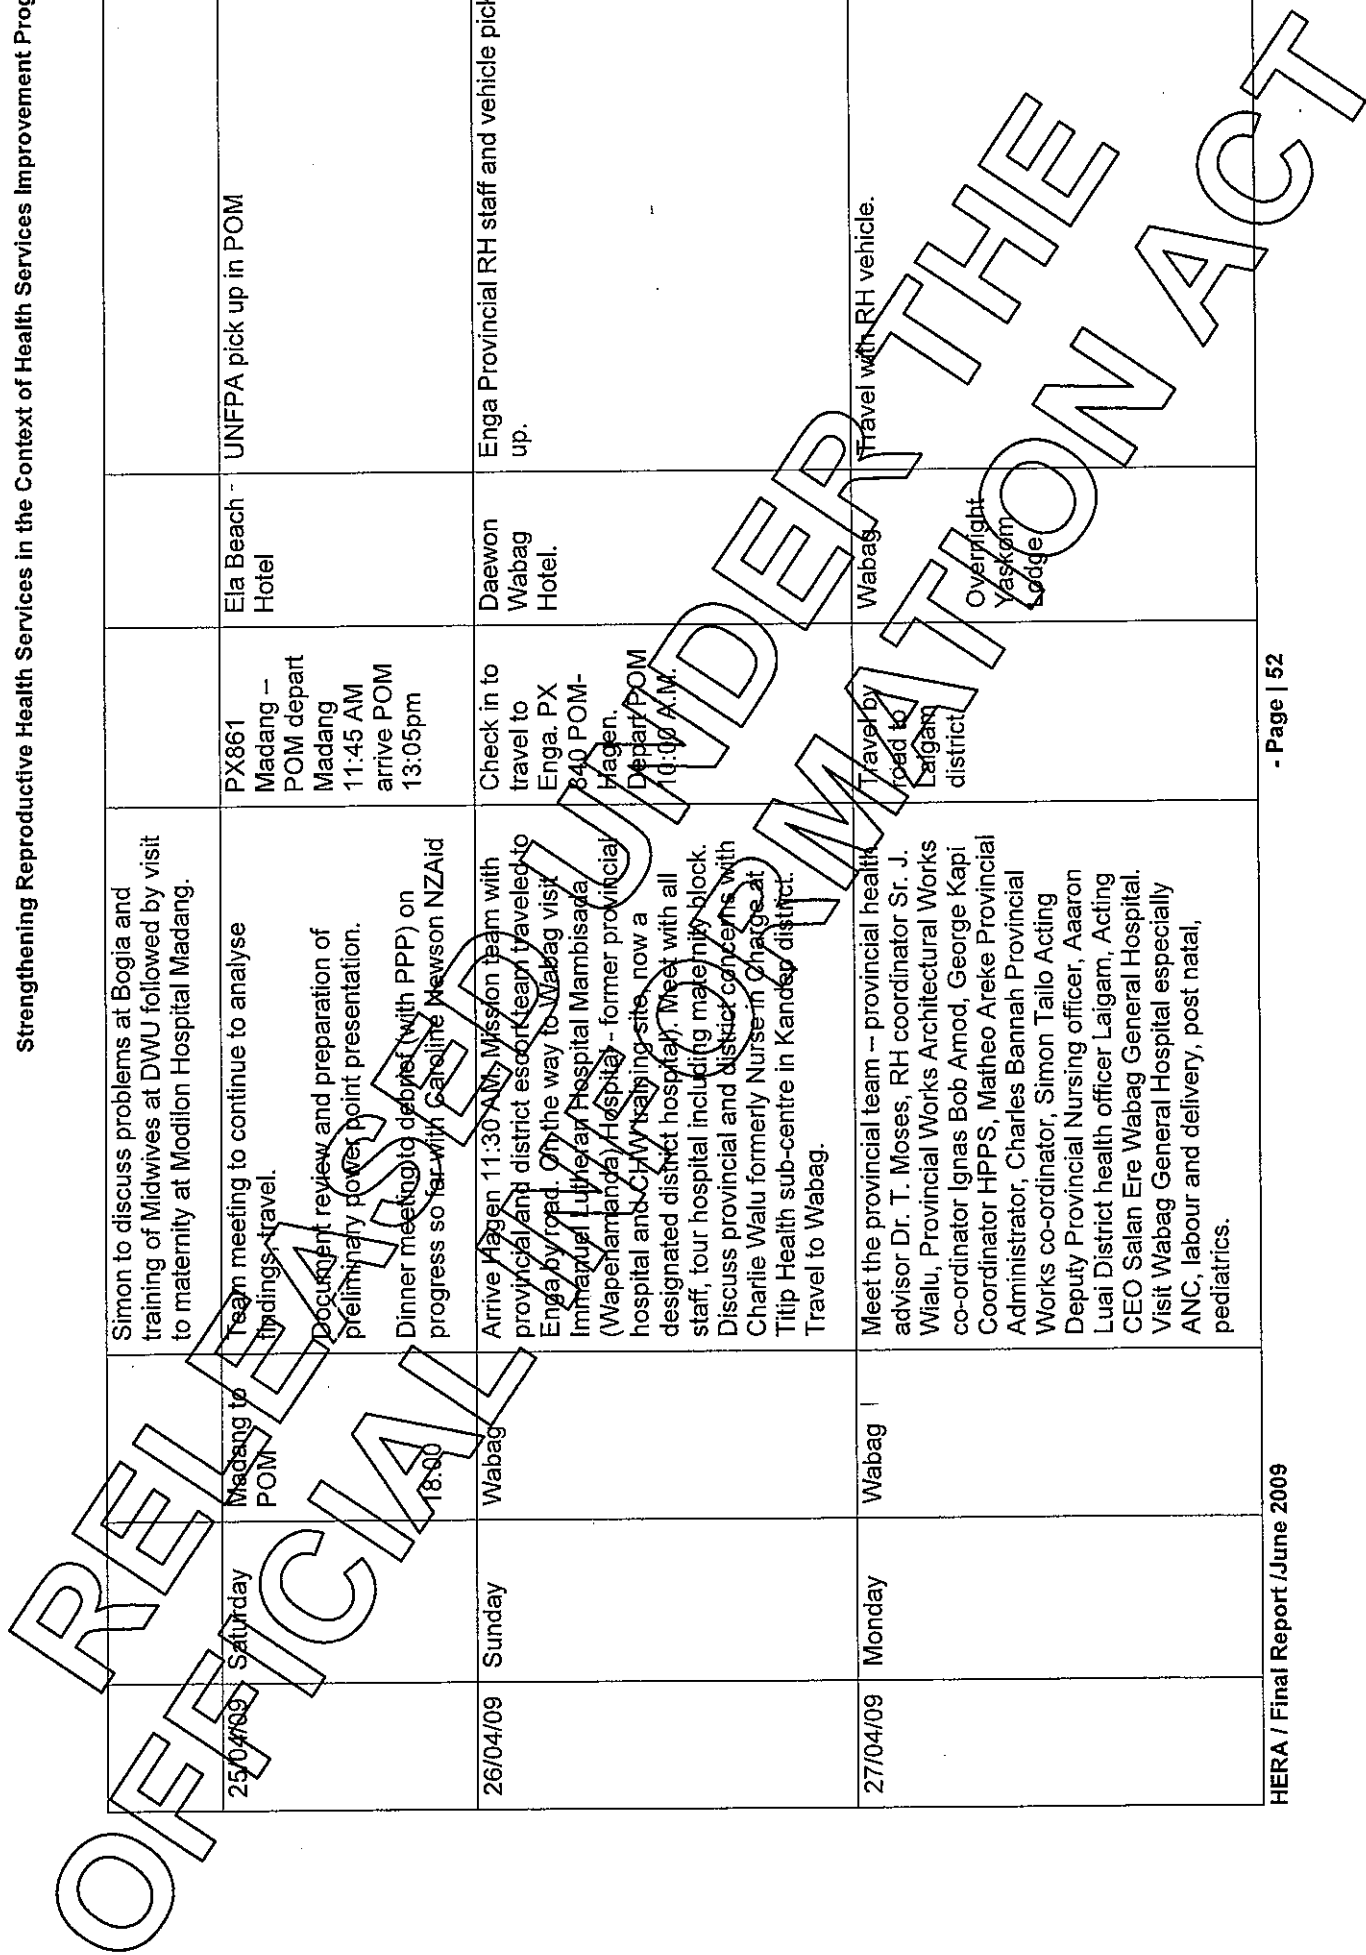 Strengthening Reproductive Health Services in the Context of Health Services Improvement Prog
Simon to discuss problems at Bogia and
training of Midwives at DWU followed by visit
to maternity at Modilon Hospital Madang.
25/04/09
Saturday
Madang to
POM
18.00
Team meeting to continue to analyse
findings, travel.
Document review and preparation of
preliminary power point presentation.
Dinner meeting to debrief (with PPP) on
progress so far with Caroline Newson NZAid
PX861
Madang –
POM depart
Madang
11:45 AM
arrive POM
13:05pm
Ela Beach -
Hotel
UNFPA pick up in POM
26/04/09
Sunday
Wabag
Arrive Hagen 11:30 AM. Mission team with
provincial and district escort team traveled to
Enga by road. On the way to Wabag visit
Immanuel Lutheran Hospital Mambisada
(Wapenamanda) Hospital - former provincial
hospital and CHW training site, now a
designated district hospital). Meet with all
staff, tour hospital including maternity block.
Discuss provincial and district concerns with
Charlie Walu formerly Nurse in Charge at
Titip Health sub-centre in Kandep district.
Travel to Wabag.
Check in to
travel to
Enga. PX
840 POM-
Hagen.
Depart POM
10:00 A.M.
Daewon
Wabag
Hotel.
Enga Provincial RH staff and vehicle pick
up.
27/04/09
Monday
Wabag
Meet the provincial team – provincial health
advisor Dr. T. Moses, RH coordinator Sr. J.
Wialu, Provincial Works Architectural Works
co-ordinator Ignas Bob Amod, George Kapi
Coordinator HPPS, Matheo Areke Provincial
Administrator, Charles Bannah Provincial
Works co-ordinator, Simon Tailo Acting
Deputy Provincial Nursing officer, Aaaron
Luai District health officer Laigam, Acting
CEO Salan Ere Wabag General Hospital.
Visit Wabag General Hospital especially
ANC, labour and delivery, post natal,
pediatrics.
Travel by
road to
Laigam
district
Wabag
Overnight
Yaskom
Lodge
Travel with RH vehicle.
HERA / Final Report /June 2009
- Page | 52
RELEASED UNDER THE
OFFICIAL INFORMATION ACT